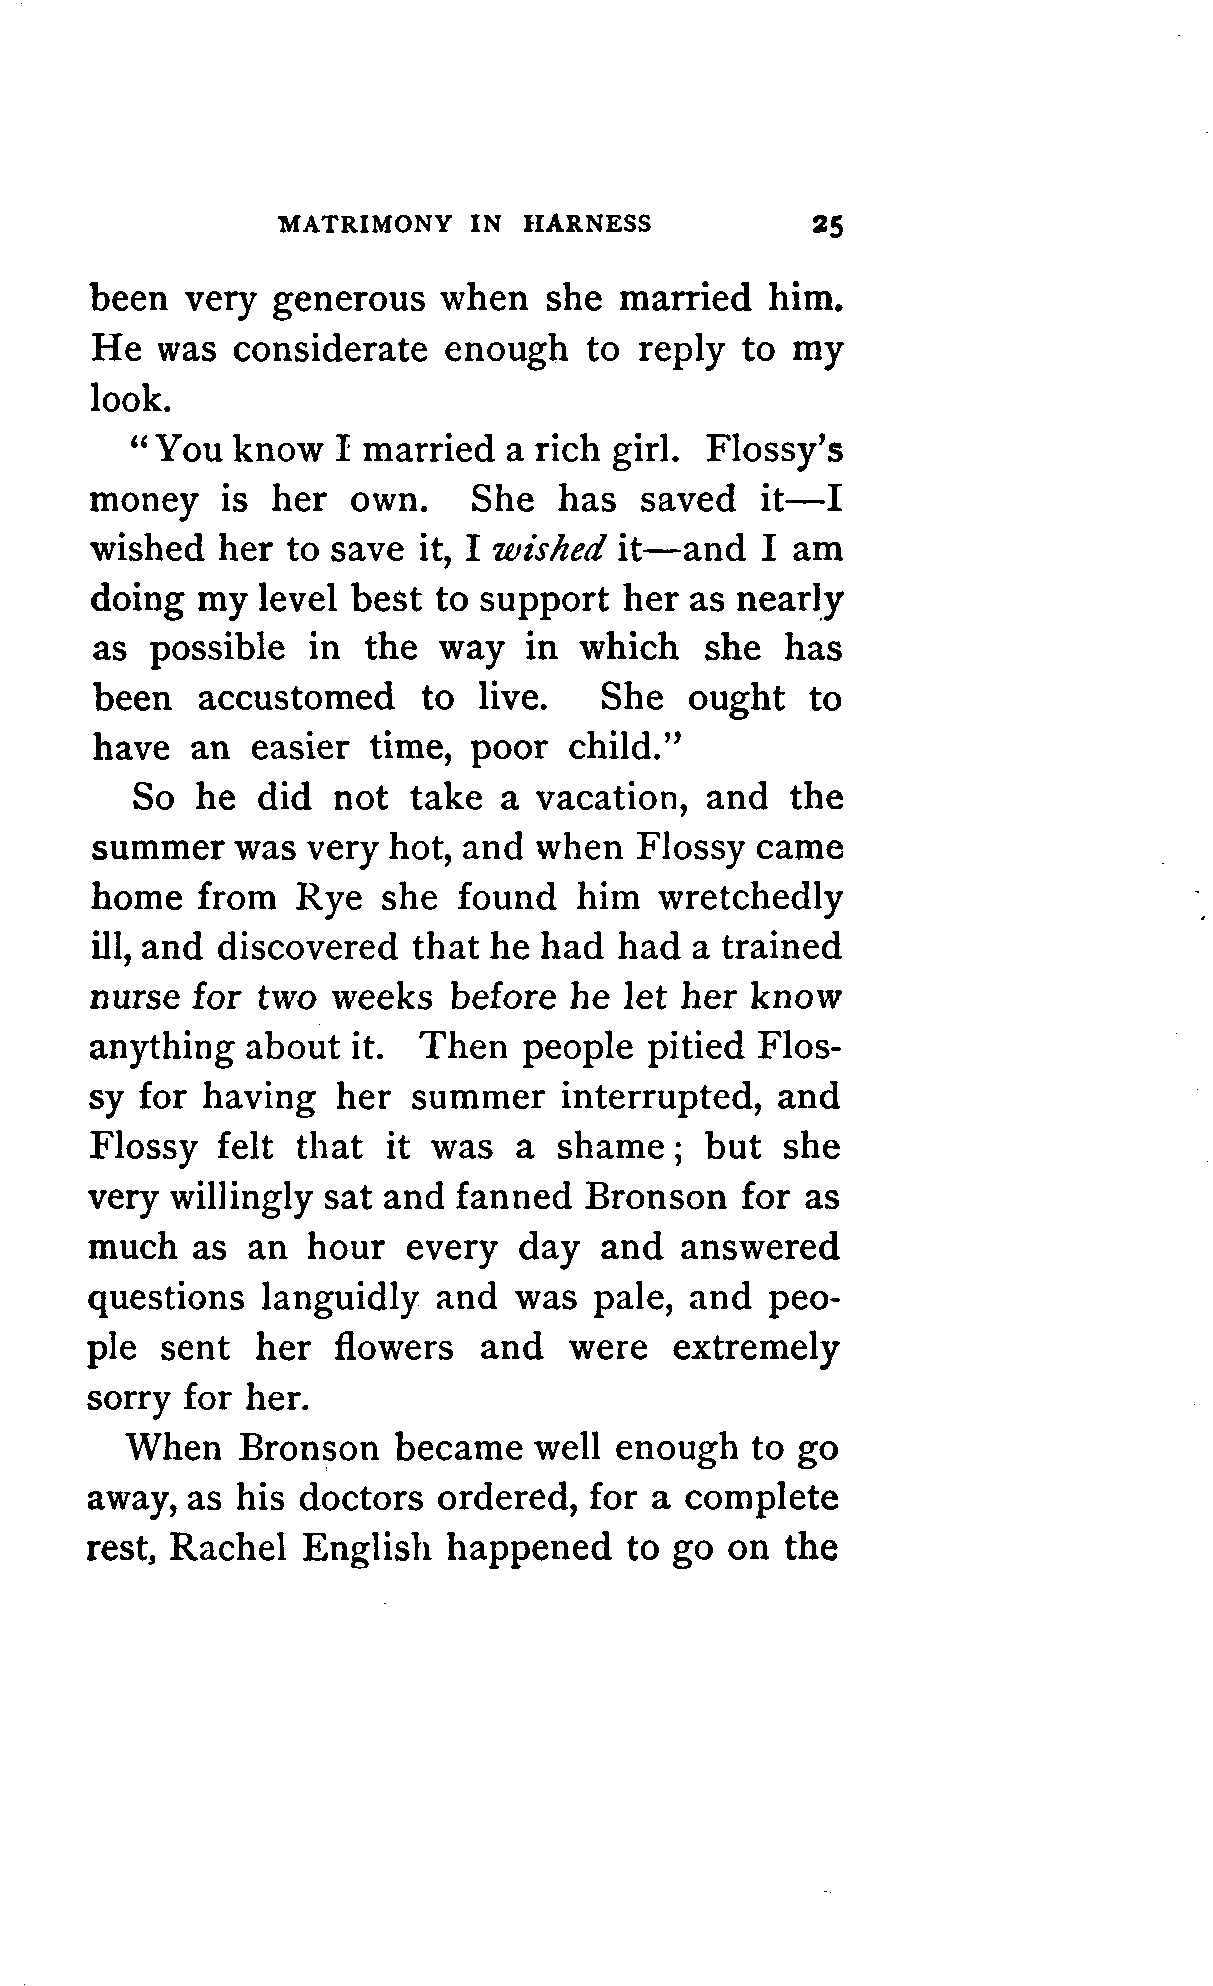 MATRIMONY IN HARNESS 25
been very generous when she married him.
He was considerate enough to reply to my
look.
“You know I married a rich girl. Flossy’s
money is her own. She has saved it—I
wished her to save it, I wished it—and I am
doing my level best to support her as nearly
as possible in the way in which she has
been accustomed to live. She ought to
have an easier time, poor child.”
So he did not take a vacation, and the
summer was very hot, and when Flossy came
home from Rye she found him wretchedly
ill, and discovered that he had had a trained
nurse for two weeks before he let her know
anything about it. Then people pitied Flos-
sy for having her summer interrupted, and
Flossy felt that it was a shame; but she
very willingly sat and fanned Bronson for as
much as an hour every day and answered
questions languidly and was pale, and peo-
ple sent her flowers and were extremely
sorry for her.
When Bronson became well enough to go
away, as his doctors ordered, for a complete
rest, Rachel English happened to go on the